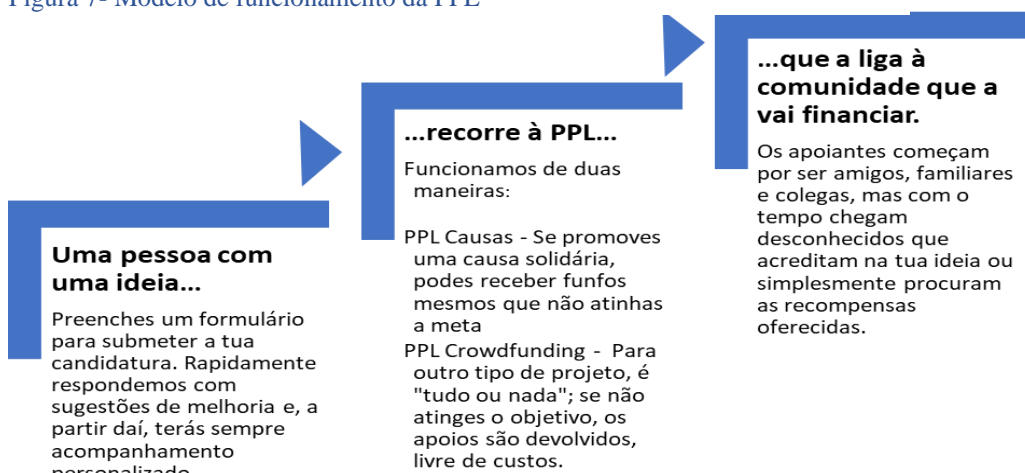 Figura 7- Modelo de funcionamento da PPL
Uma pessoa com
uma ideia...
Preenches um formulário
para submeter a tua
candidatura. Rapidamente
respondemos com
sugestões de melhoria e, a
partir daí, terás sempre
acompanhamento
personalizado
...recorre à PPL...
Funcionamos de duas
maneiras:
PPL Causas - Se promoves
uma causa solidária,
podes receber funfos
mesmos que não atinhas
a meta
PPL Crowdfunding - Para
outro tipo de projeto, é
"tudo ou nada"; se não
atinges o objetivo, os
apoios são devolvidos,
livre de custos.
...que a liga à
comunidade que a
vai financiar.
Os apoiantes começam
por ser amigos, familiares
e colegas, mas com o
tempo chegam
desconhecidos que
acreditam na tua ideia ou
simplesmente procuram
as recompensas
oferecidas.